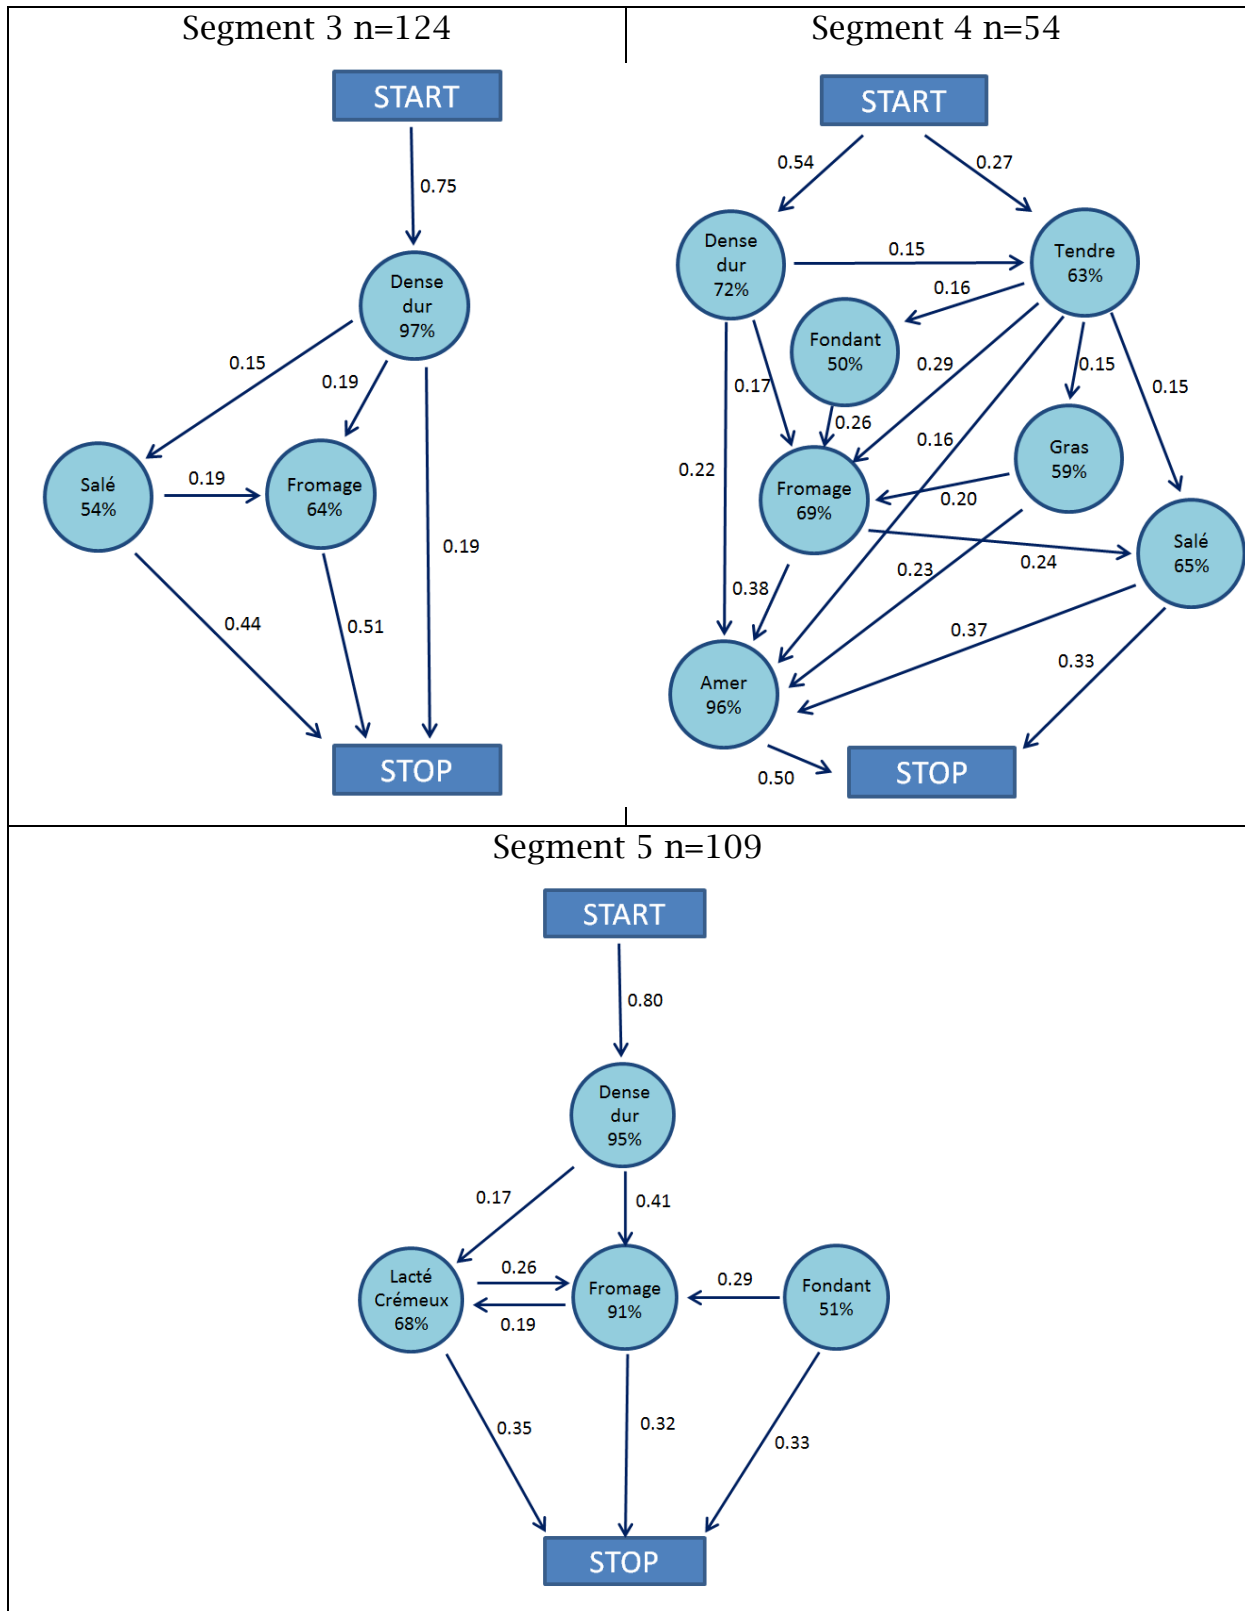 Segment 3 n=124
START
0.75
Dense
dur
97%
0.15
0.19
Salé
54%
0.19
Fromage
64%
0.19
0.44
0.51
STOP
Segment 4 n=54
START
0.54
0.27
Dense
dur
72%
0.15
Tendre
63%
0.16
Fondant
50%
0.29
0.15
0.15
0.17
0.26
0.16
Gras
59%
0.22
Fromage
69%
0.20
Salé
65%
0.24
0.23
0.38
0.37
0.33
Amer
96%
0.50
STOP
Segment 5 n=109
START
0.80
Dense
dur
95%
0.17
0.41
Lacté
Crémeux
68%
0.26
0.19
Fromage
91%
0.29
Fondant
51%
0.35
0.32
0.33
STOP